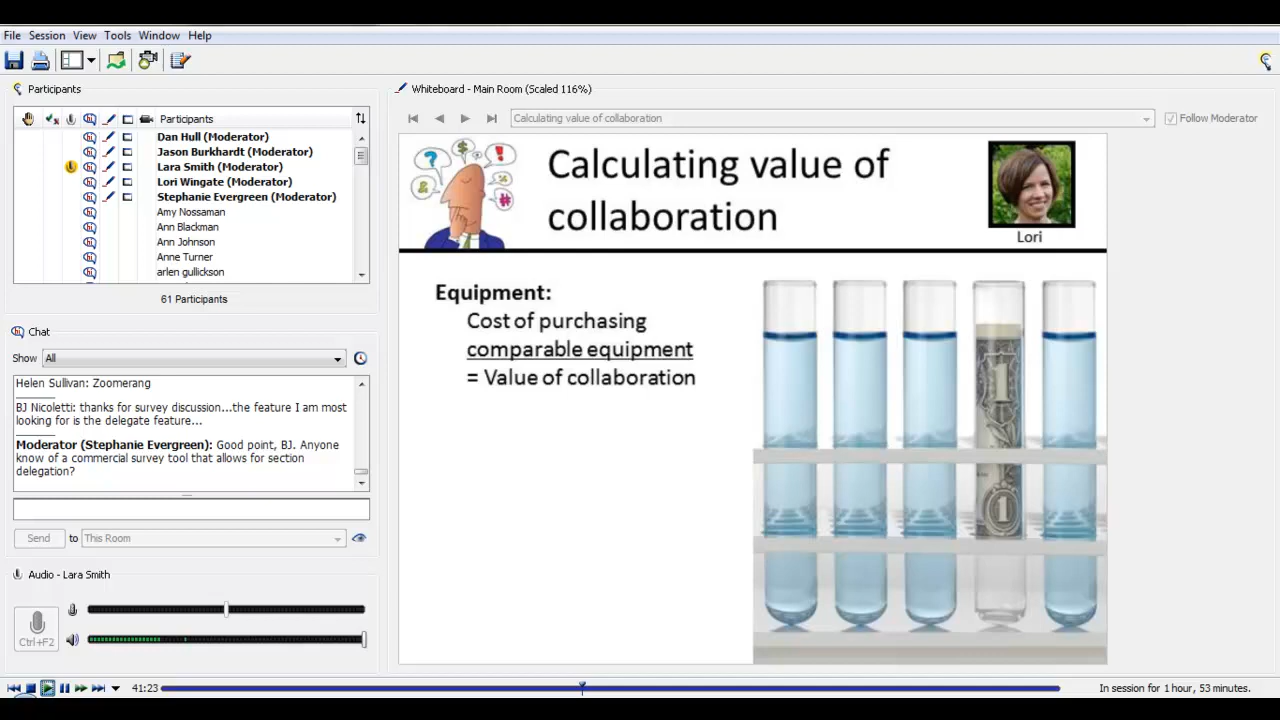 File Session View Tools Window Help
Participants
Participants
Dan Hull (Moderator)
Jason Burkhardt (Moderator)
Lara Smith (Moderator)
Lori Wingate (Moderator)
Stephanie Evergreen (Moderator)
Amy Nossaman
Ann Blackman
Ann Johnson
Anne Turner
arlen gullickson
61 Participants
Chat
Show All
Helen Sullivan: Zoomerang
BJ Nicoletti: thanks for survey discussion...the feature I am most
looking for is the delegate feature...
Moderator (Stephanie Evergreen): Good point, BJ. Anyone
know of a commercial survey tool that allows for section
delegation?
Send to This Room
Audio - Lara Smith
Ctrl+F2
Whiteboard - Main Room (Scaled 116%)
Calculating value of collaboration
Follow Moderator
? $ ! & % #
Calculating value of
collaboration
Lori
Equipment:
Cost of purchasing
comparable equipment
= Value of collaboration
1
1
41:23
In session for 1 hour, 53 minutes.